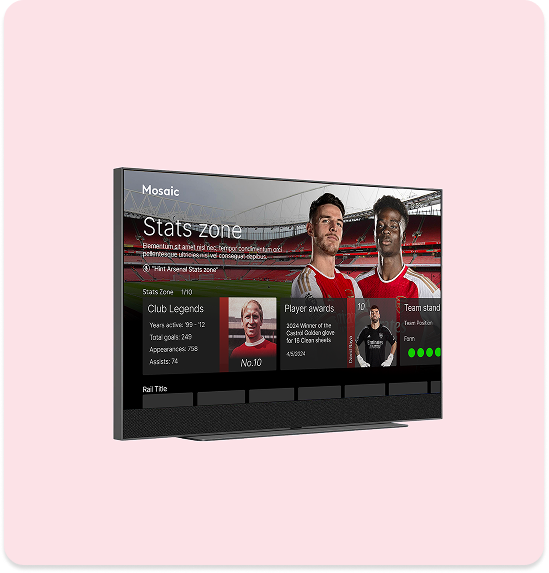 Mosaic
Stats zone
Elementum sit amet nisl nec, tempor condimentum orci
pellentesque ultricies nisi vel consequat dapibus.
"Hint Arsenal Stats zone"
Stats Zone 1/10
Club Legends
Years active: '99 - '12
Total goals: 249
Appearances: 758
Assists: 74
No.10
Player awards
2024 Winner of the
Castrol Golden glove
for 16 Clean sheets
4/5/2024
10
Team stand
Team Position
Form
Rail Title